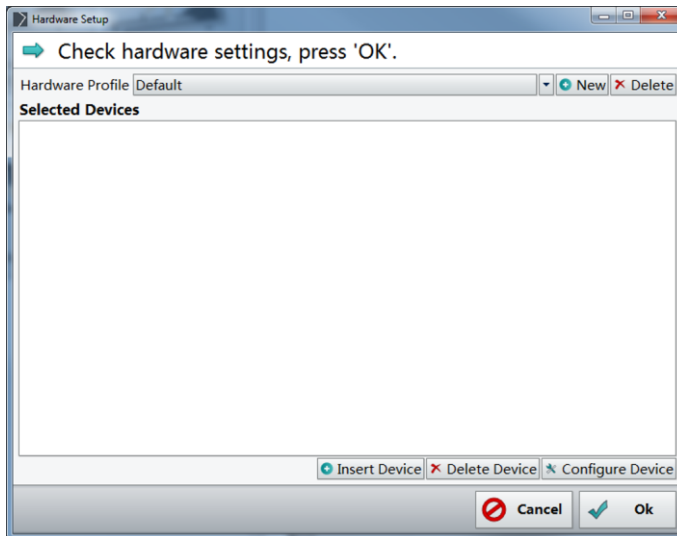 Hardware Setup
Check hardware settings, press 'OK'.
Hardware Profile Default New Delete
Selected Devices
Insert Device Delete Device Configure Device
Cancel Ok